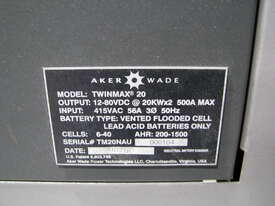 AKER WADE
MODEL: TWINMAX® 20
OUTPUT: 12-80VDC @ 20KWx2 500A MAX
INPUT: 415VAC 56A 3Ø 50Hz
BATTERY TYPE: VENTED FLOODED CELL
LEAD ACID BATTERIES ONLY
CELLS: 6-40 AHR: 200-1500
SERIAL# TM20NAU
DATE:
U.S. Patent
Aker Wade Power Technologies LLC, Charlottesville, Virginia, USA